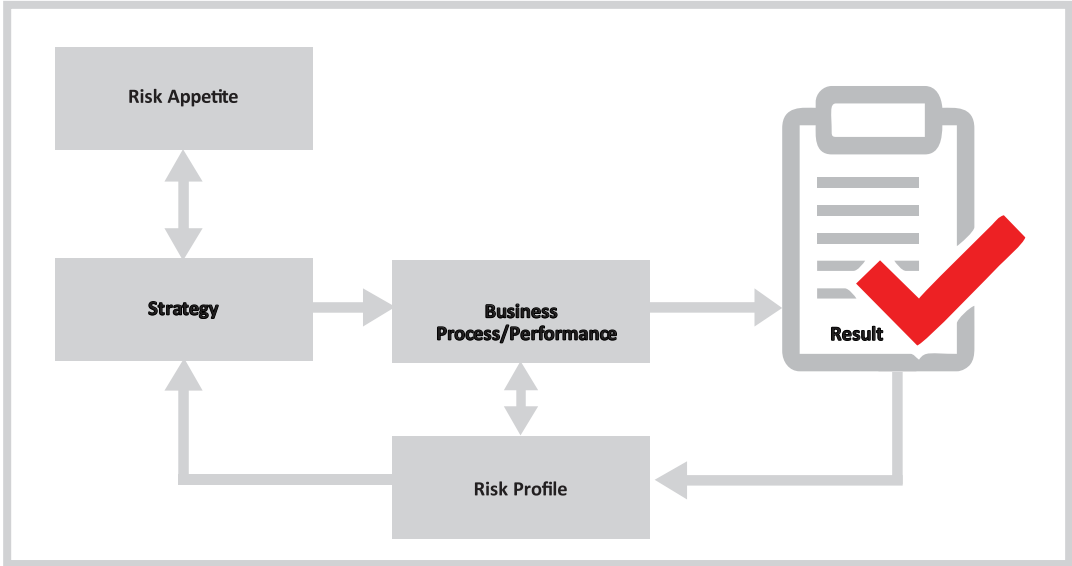 Risk Appetite
Strategy
Business
Process/Performance
Result
Risk Profile